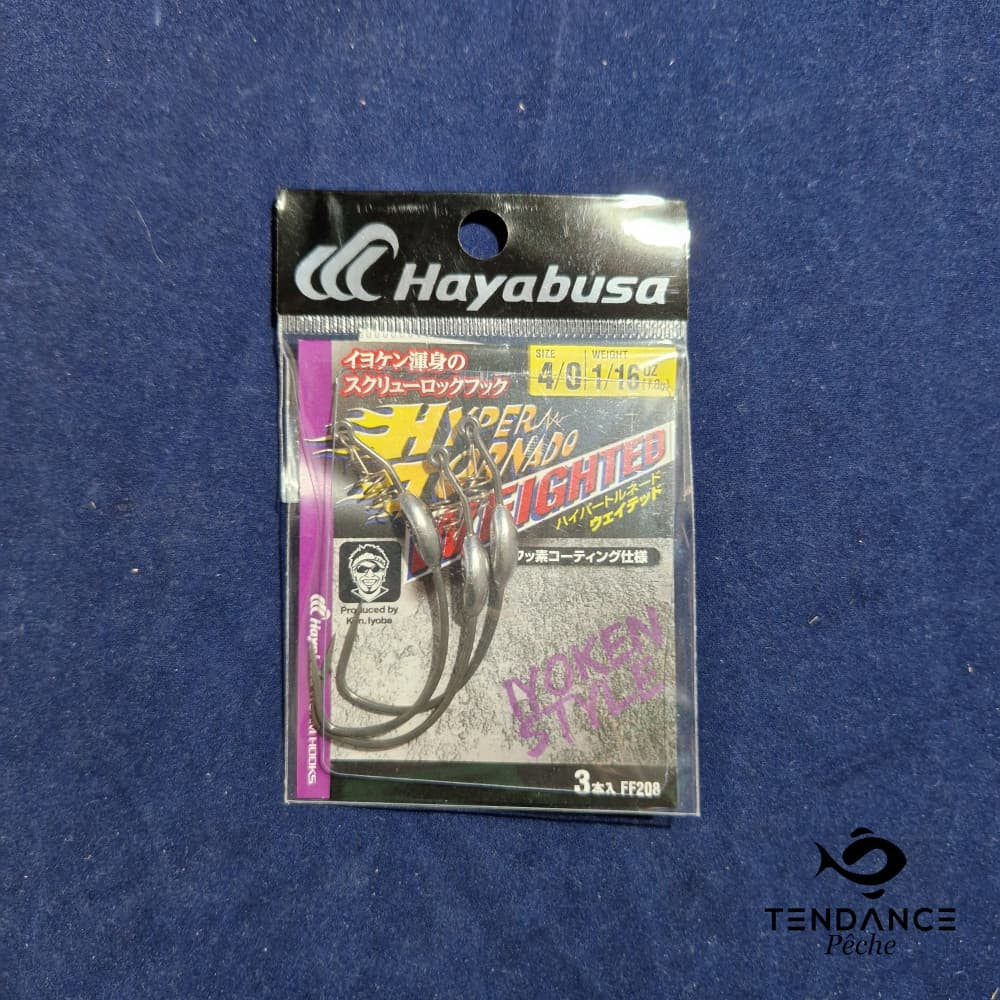 Hayabusa
イヨケン渾身の
スクリューロックフック
SIZE
4/0
WEIGHT
1/16 OZ
HYPER
TORNADO
WEIGHTED
ハイパートルネード
ウエイテッド
フッ素コーティング仕様
Produced by
Ken. Iyobe
IYOKEN
STYLE
HOOKS
3本入 FF208
TENDANCE
Pêche